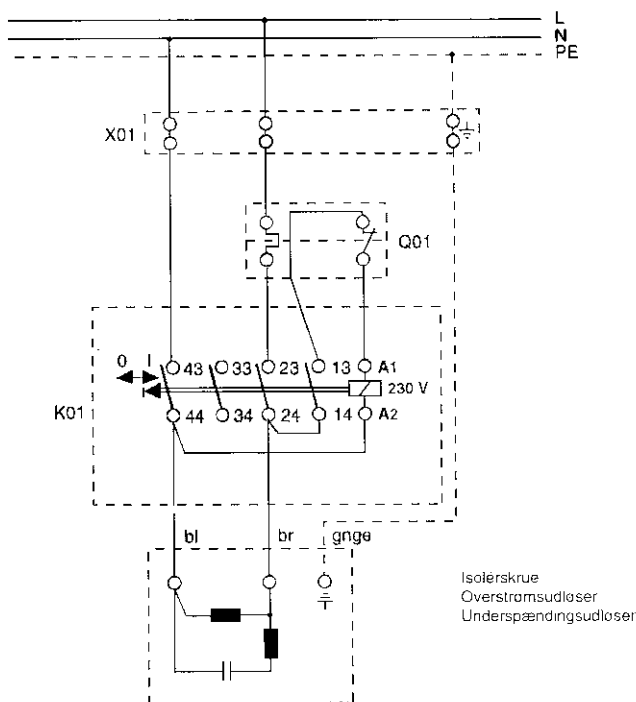 L
N
PE
X01
Q01
0 I 43 33 23 13 A1
230 V
K01
44 34 24 14 A2
bl br gnge
Isolérskrue
Overstrømsudløser
Underspændingsudløser